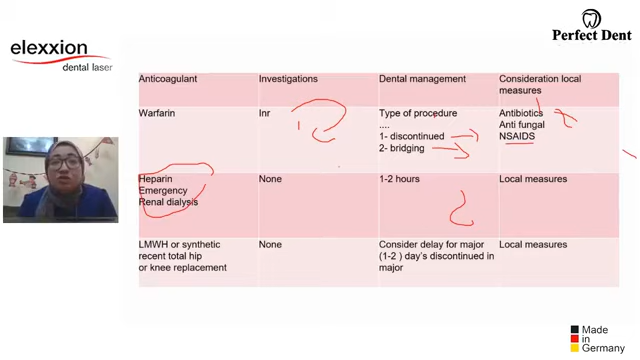 elexxion
dental laser
Perfect Dent
Anticoagulant
Investigations
Dental management
Consideration local
measures
Warfarin
Inr
Type of procedure
....
1- discontinued
2- bridging
Antibiotics
Anti fungal
NSAIDS
Heparin
Emergency
Renal dialysis
None
1-2 hours
Local measures
LMWH or synthetic
recent total hip
or knee replacement
None
Consider delay for major
(1-2 ) day's discontinued in
major
Local measures
Made
in
Germany